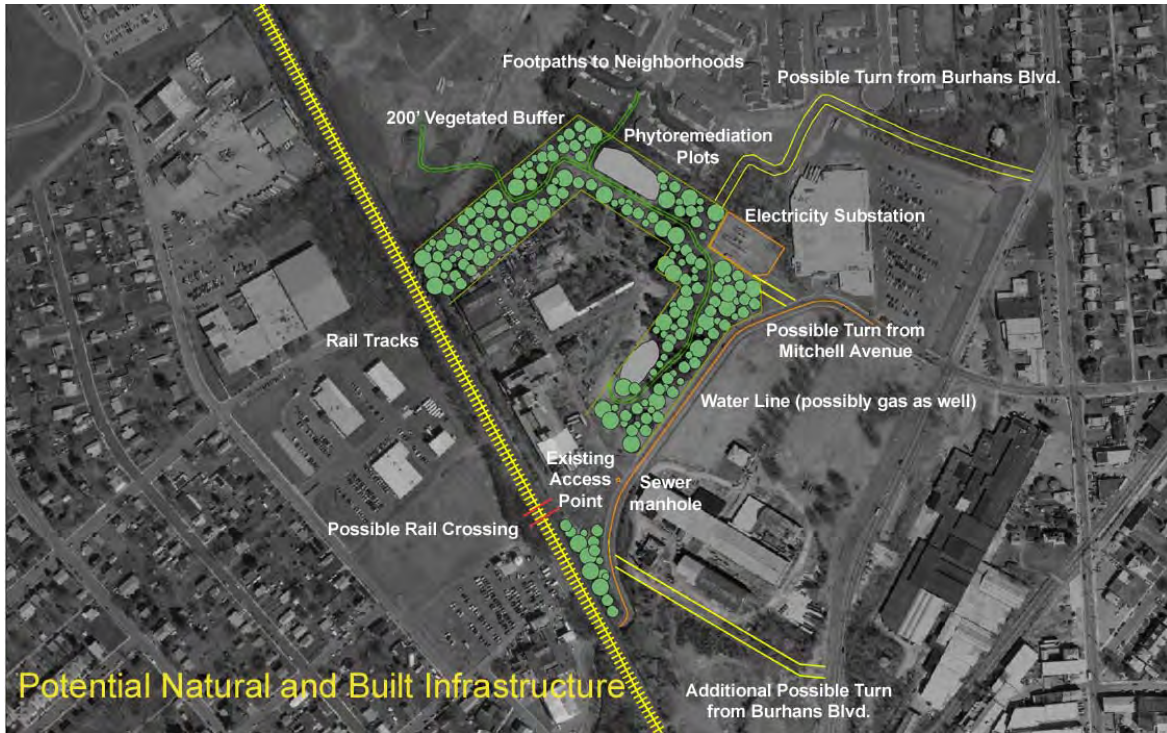 Footpaths to Neighborhoods
Possible Turn from Burhans Blvd.
200' Vegetated Buffer
Phytoremediation
Plots
Electricity Substation
Rail Tracks
Possible Turn from
Mitchell Avenue
Water Line (possibly gas as well)
Existing
Access
Point
Sewer
manhole
Possible Rail Crossing
Potential Natural and Built Infrastructure
Additional Possible Turn
from Burhans Blvd.